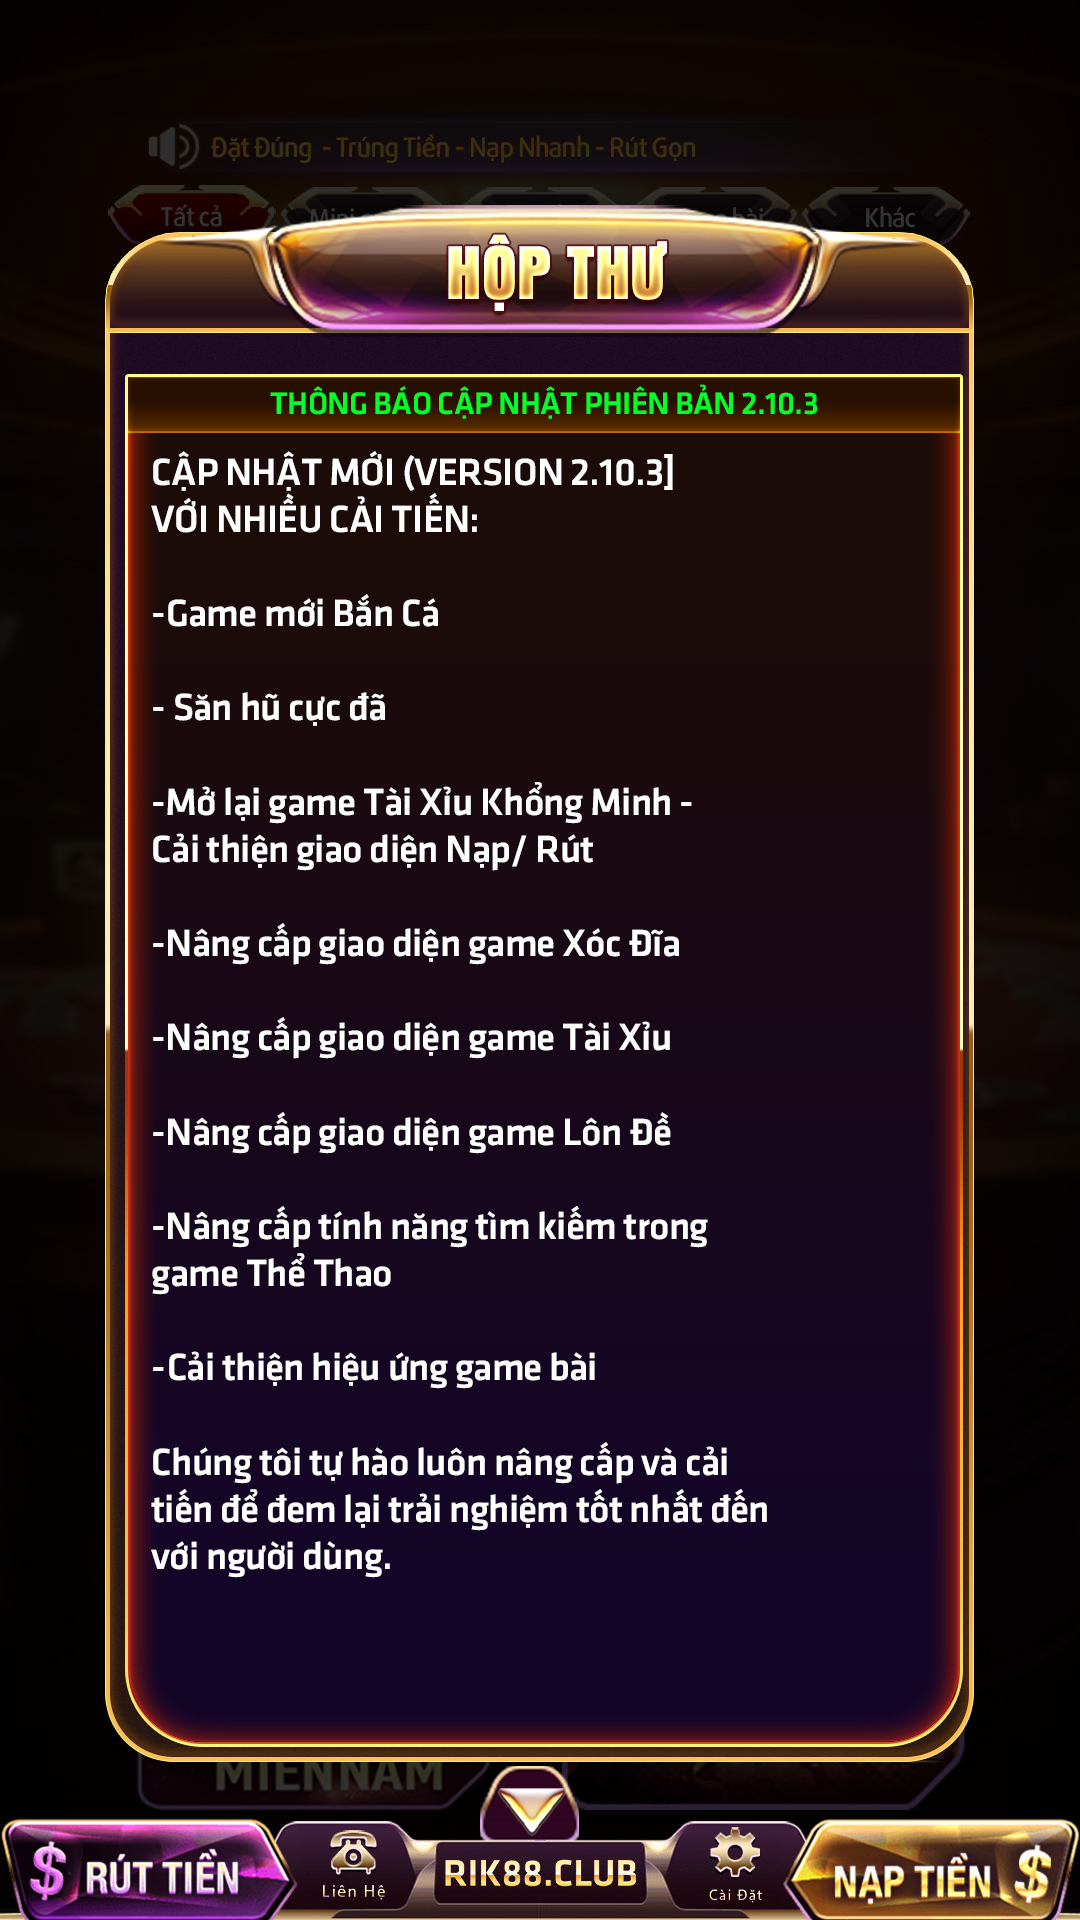 Đặt Đúng - Trúng Tiền - Nạp Nhanh - Rút Gọn
Tất cả
Khác
HỘP THƯ
THÔNG BÁO CẬP NHẬT PHIÊN BẢN 2.10.3
CẬP NHẬT MỚI (VERSION 2.10.3]
VỚI NHIỀU CẢI TIẾN:
-Game mới Bắn Cá
- Săn hũ cực đã
-Mở lại game Tài Xỉu Khổng Minh -
Cải thiện giao diện Nạp/ Rút
-Nâng cấp giao diện game Xóc Đĩa
-Nâng cấp giao diện game Tài Xỉu
-Nâng cấp giao diện game Lôn Đề
-Nâng cấp tính năng tìm kiếm trong
game Thể Thao
-Cải thiện hiệu ứng game bài
Chúng tôi tự hào luôn nâng cấp và cải
tiến để đem lại trải nghiệm tốt nhất đến
với người dùng.
MIENNAM
$ RÚT TIỀN
Liên Hệ
RIK88.CLUB
Cài Đặt
NẠP TIỀN $